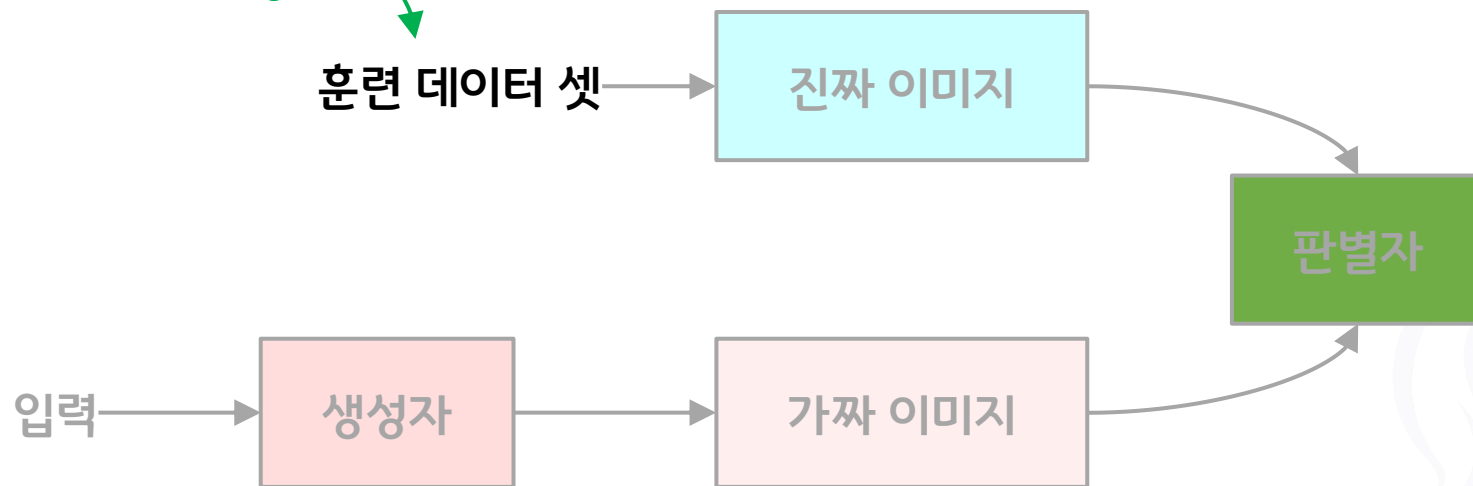 훈련 데이터 셋
진짜 이미지
판별자
입력
생성자
가짜 이미지